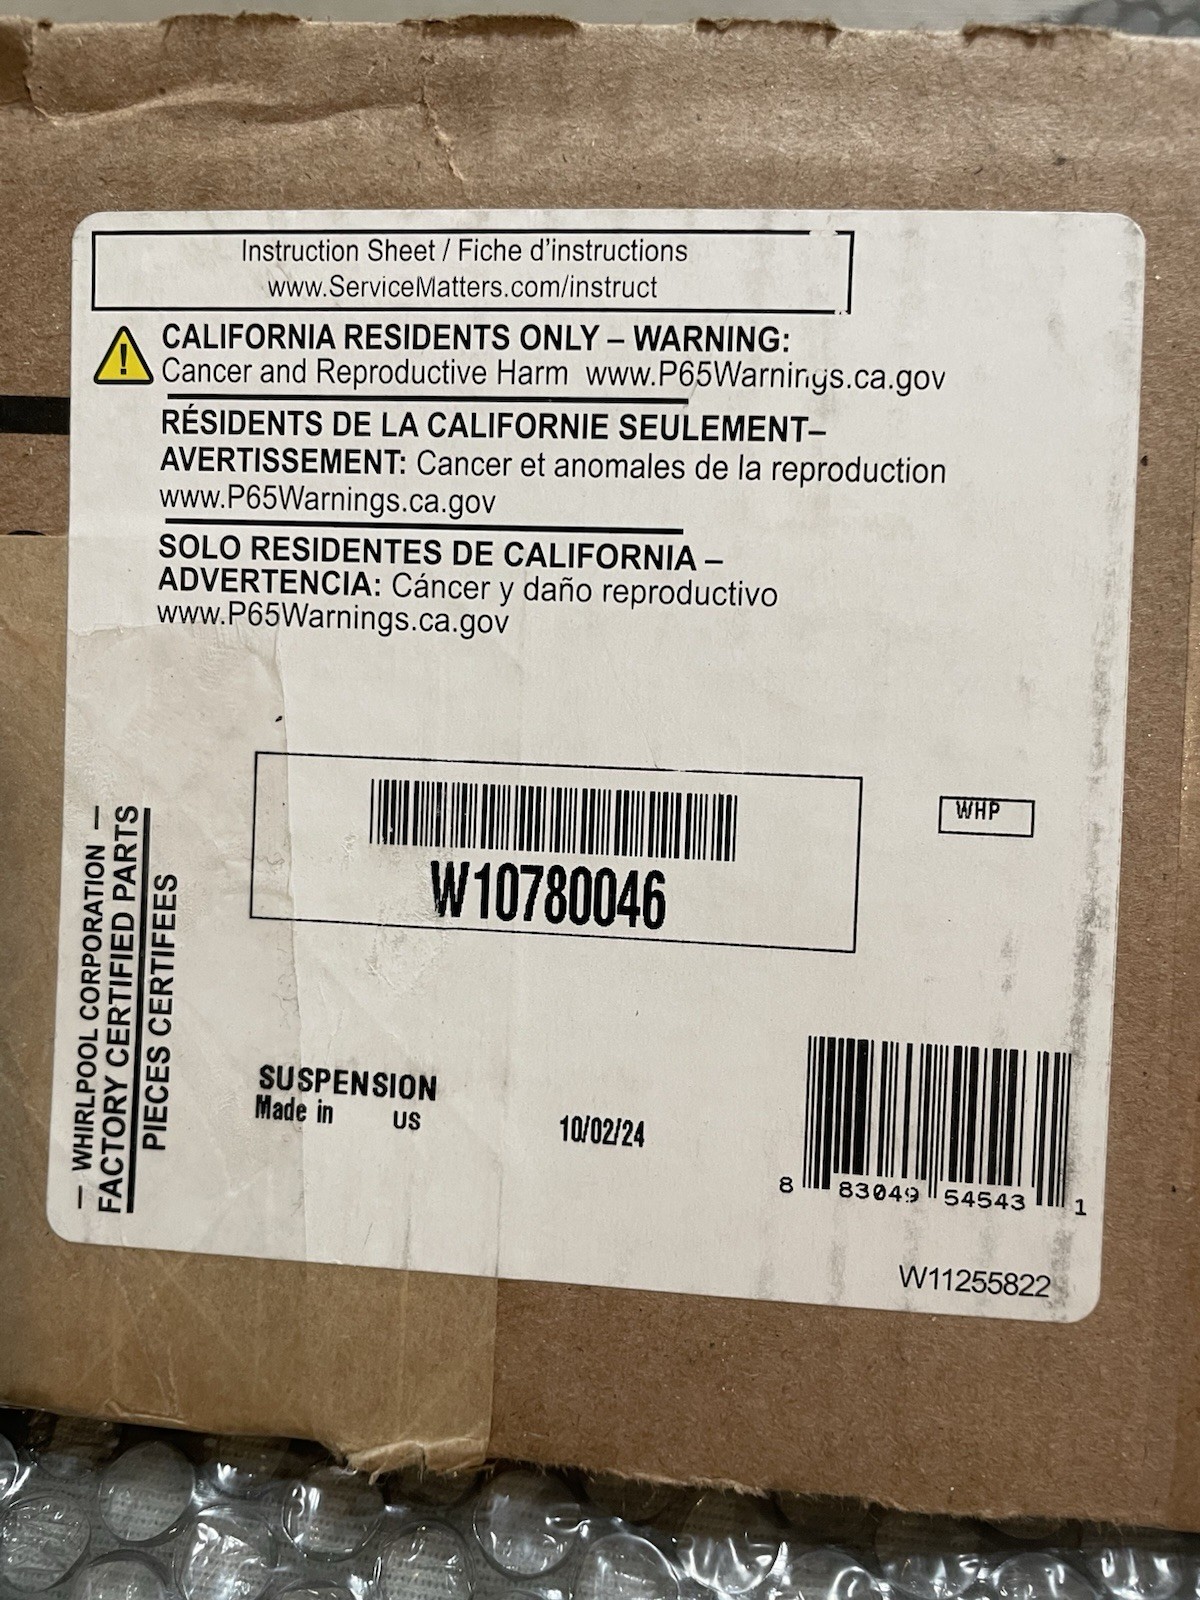 Instruction Sheet / Fiche d'instructions
www.ServiceMatters.com/instruct
CALIFORNIA RESIDENTS ONLY – WARNING:
Cancer and Reproductive Harm www.P65Warnings.ca.gov
RÉSIDENTS DE LA CALIFORNIE SEULEMENT–
AVERTISSEMENT: Cancer et anomales de la reproduction
www.P65Warnings.ca.gov
SOLO RESIDENTES DE CALIFORNIA –
ADVERTENCIA: Cáncer y daño reproductivo
www.P65Warnings.ca.gov
W10780046
WHP
— WHIRLPOOL CORPORATION —
FACTORY CERTIFIED PARTS
PIECES CERTIFEES
SUSPENSION
Made in US
10/02/24
8 83049 54543 1
W11255822